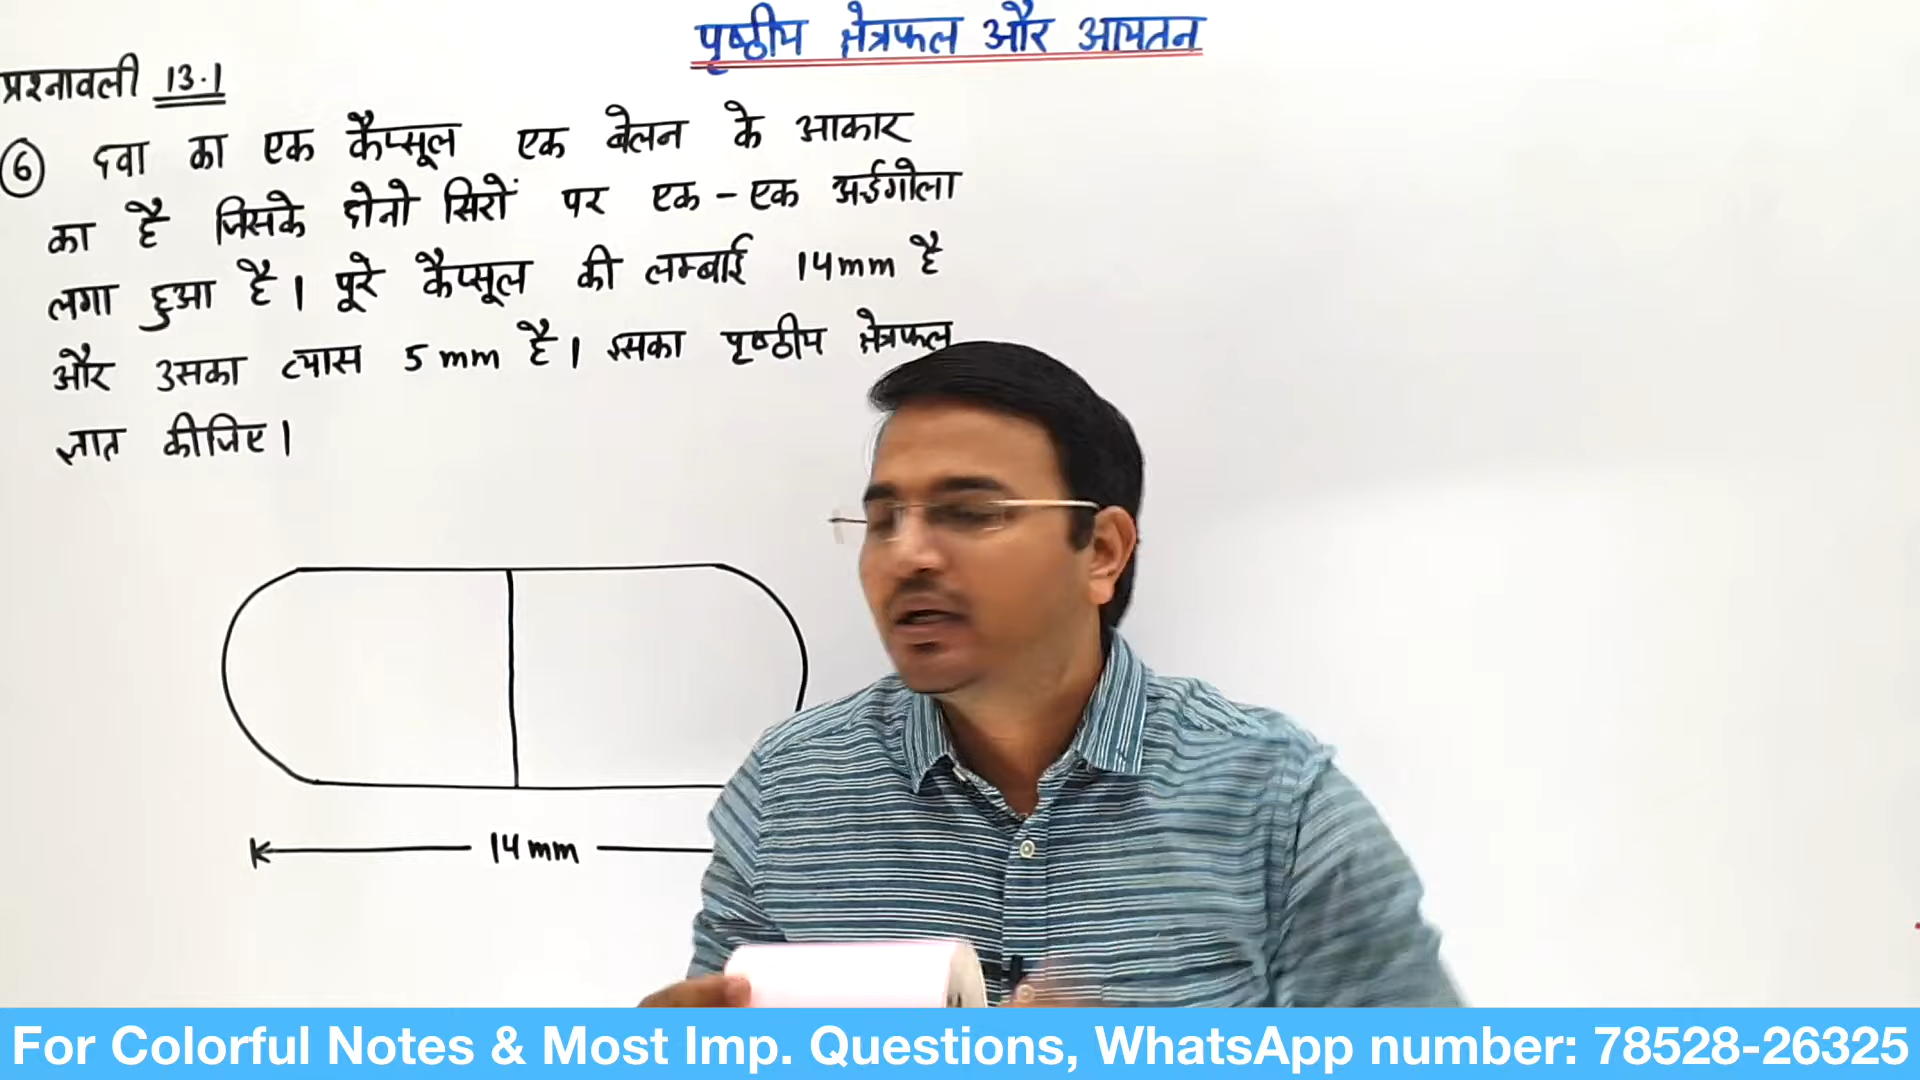 पृष्ठीय क्षेत्रफल और आयतन
प्रश्नावली 13.1
6 दवा का एक कैप्सूल एक बेलन के आकार
का है जिसके दोनो सिरों पर एक-एक अर्द्धगोला
लगा हुआ है। पूरे कैप्सूल की लम्बाई 14mm है
और उसका व्यास 5mm है। इसका पृष्ठीय क्षेत्रफल
ज्ञात कीजिए।
14mm
For Colorful Notes & Most Imp. Questions, WhatsApp number: 78528-26325